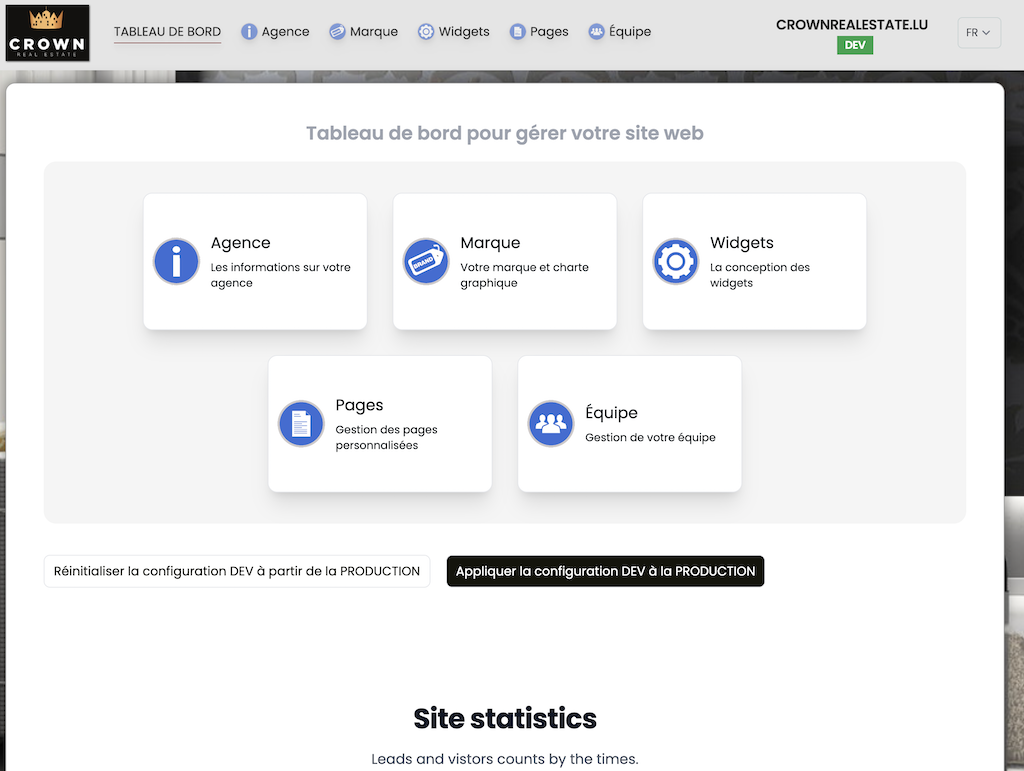 CROWN
REAL ESTATE
TABLEAU DE BORD
Agence
Marque
Widgets
Pages
Équipe
CROWNREALESTATE.LU
DEV
FR
Tableau de bord pour gérer votre site web
Agence
Les informations sur votre
agence
BRAND
Marque
Votre marque et charte
graphique
Widgets
La conception des
widgets
Pages
Gestion des pages
personnalisées
Équipe
Gestion de votre équipe
Réinitialiser la configuration DEV à partir de la PRODUCTION
Appliquer la configuration DEV à la PRODUCTION
Site statistics
Leads and vistors counts by the times.